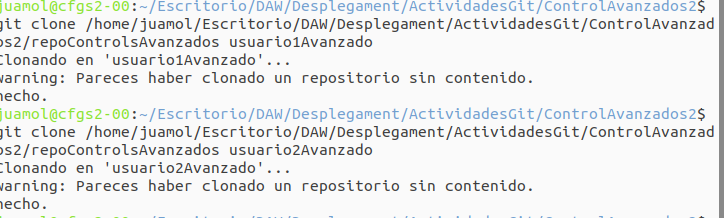 juamol@cfgs2-00:~/Escritorio/DAW/Desplegament/ActividadesGit/ControlAvanzados2$
git clone /home/juamol/Escritorio/DAW/Desplegament/ActividadesGit/ControlAvanzad
os2/repoControlsAvanzados usuario1Avanzado
Clonando en 'usuario1Avanzado'...
warning: Pareces haber clonado un repositorio sin contenido.
hecho.
juamol@cfgs2-00:~/Escritorio/DAW/Desplegament/ActividadesGit/ControlAvanzados2$
git clone /home/juamol/Escritorio/DAW/Desplegament/ActividadesGit/ControlAvanzad
os2/repoControlsAvanzados usuario2Avanzado
Clonando en 'usuario2Avanzado'...
warning: Pareces haber clonado un repositorio sin contenido.
hecho.